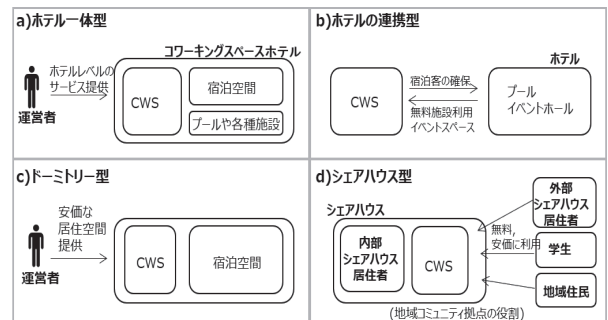 a)ホテル一体型
コワーキングスペースホテル
ホテルレベルの
サービス提供
運営者
CWS
宿泊空間
プールや各種施設
b)ホテルの連携型
ホテル
CWS
宿泊客の確保
無料施設利用
イベントスペース
プール
イベントホール
c)ドーミトリー型
安価な
居住空間
提供
運営者
CWS
宿泊空間
d)シェアハウス型
シェアハウス
内部
シェアハウス
居住者
CWS
無料,
安価に利用
外部
シェアハウス
居住者
学生
地域住民
(地域コミュニティ拠点の役割)